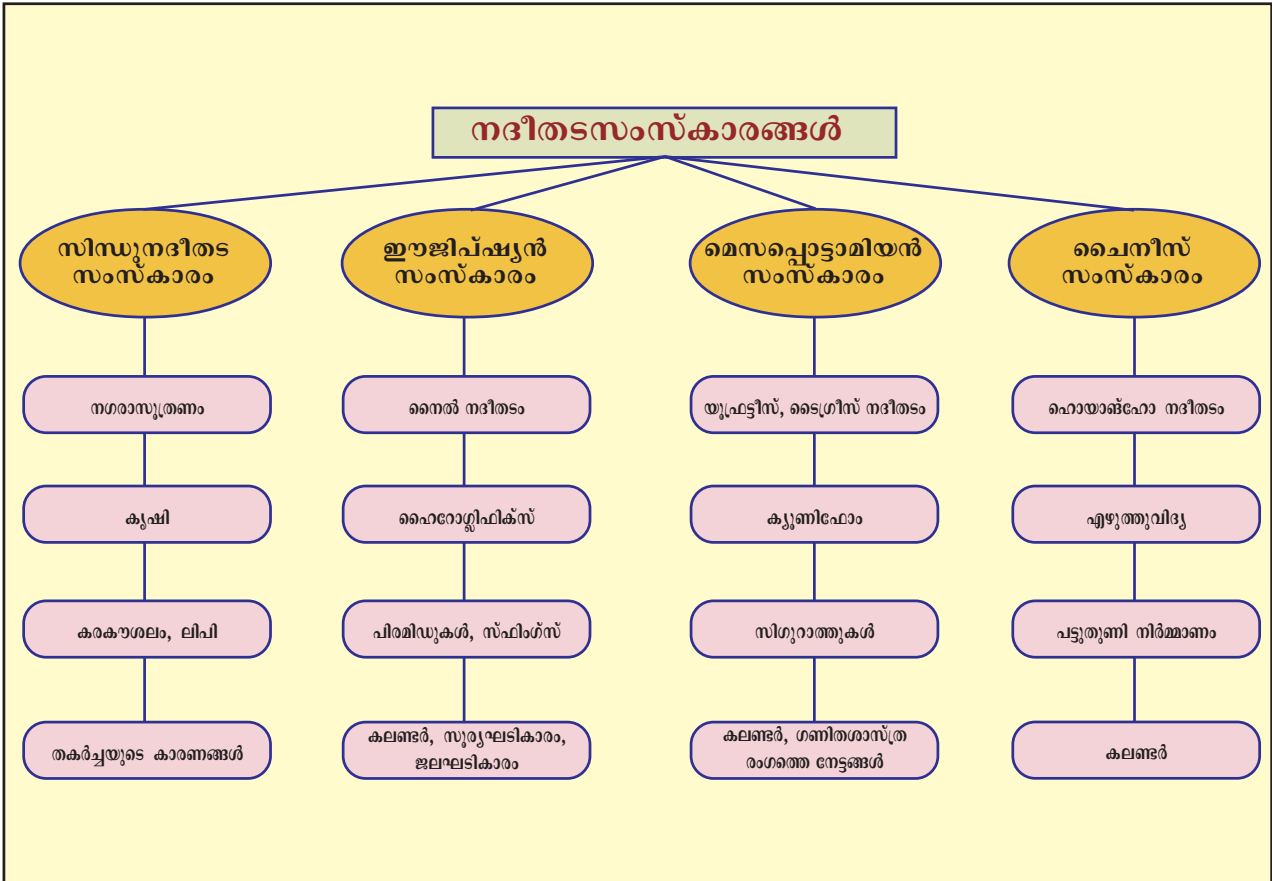 നദീതടസംസ്കാരങ്ങൾ
സിന്ധുനദീതട
സംസ്കാരം
ഈജിപ്ഷ്യൻ
സംസ്കാരം
മെസപ്പൊട്ടാമിയൻ
സംസ്കാരം
ചൈനീസ്
സംസ്കാരം
നഗരാസൂത്രണം
നൈൽ നദീതടം
യൂഫ്രട്ടീസ്, ടൈഗ്രീസ് നദീതടം
ഹൊയാങ്ഹോ നദീതടം
കൃഷി
ഹൈറോഗ്ലിഫിക്സ്
ക്യൂണിഫോം
എഴുത്തുവിദ്യ
കരകൗശലം, ലിപി
പിരമിഡുകൾ, സ്ഫിംഗ്സ്
സിഗുറാത്തുകൾ
പട്ടുതുണി നിർമ്മാണം
തകർച്ചയുടെ കാരണങ്ങൾ
കലണ്ടർ, സൂര്യഘടികാരം,
ജലഘടികാരം
കലണ്ടർ, ഗണിതശാസ്ത്ര
രംഗത്തെ നേട്ടങ്ങൾ
കലണ്ടർ